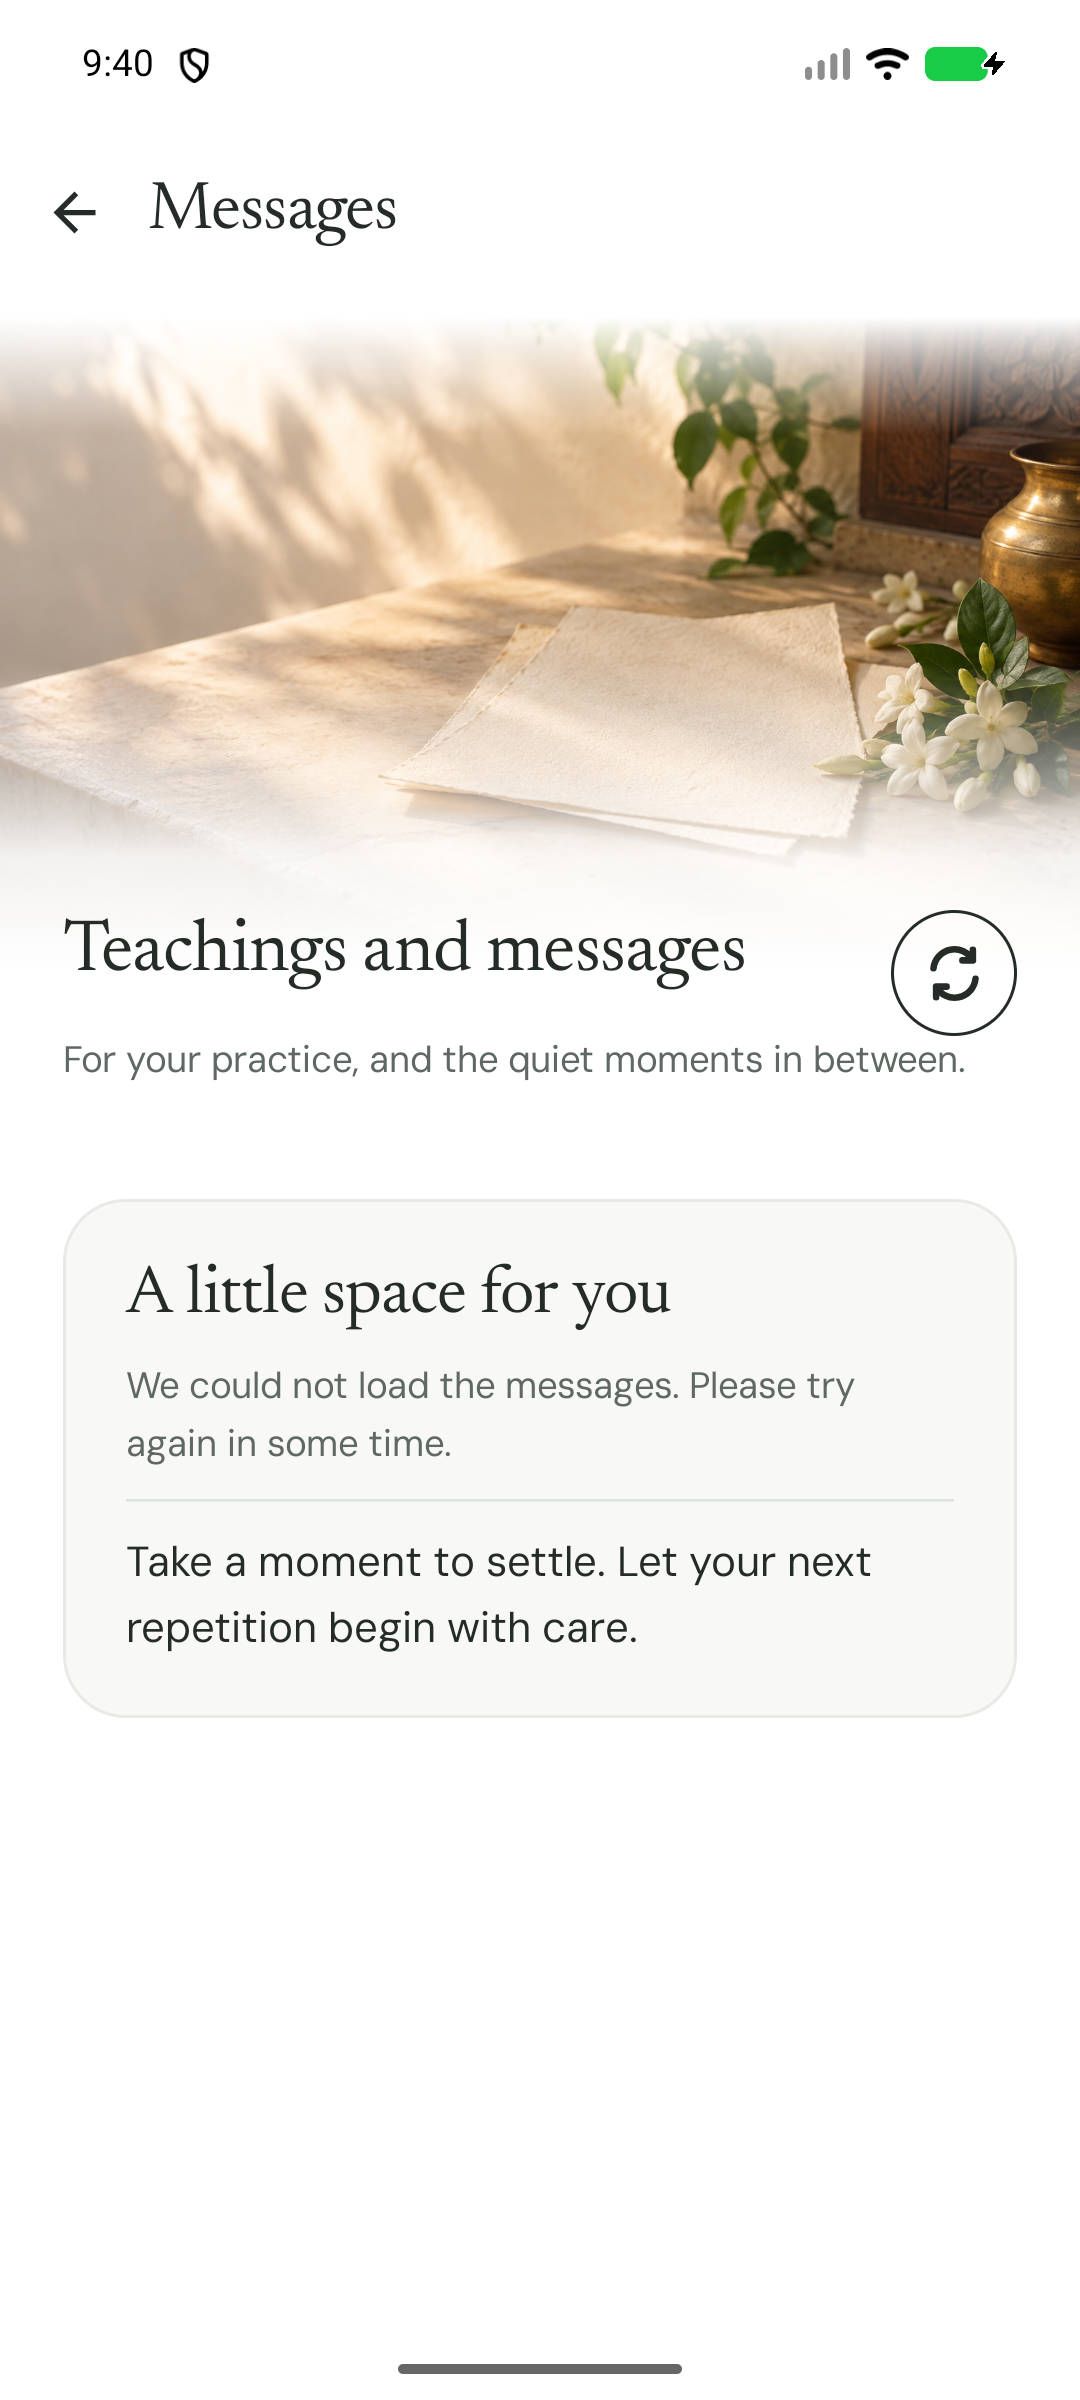 9:40
Messages
Teachings and messages
For your practice, and the quiet moments in between.
A little space for you
We could not load the messages. Please try
again in some time.
Take a moment to settle. Let your next
repetition begin with care.